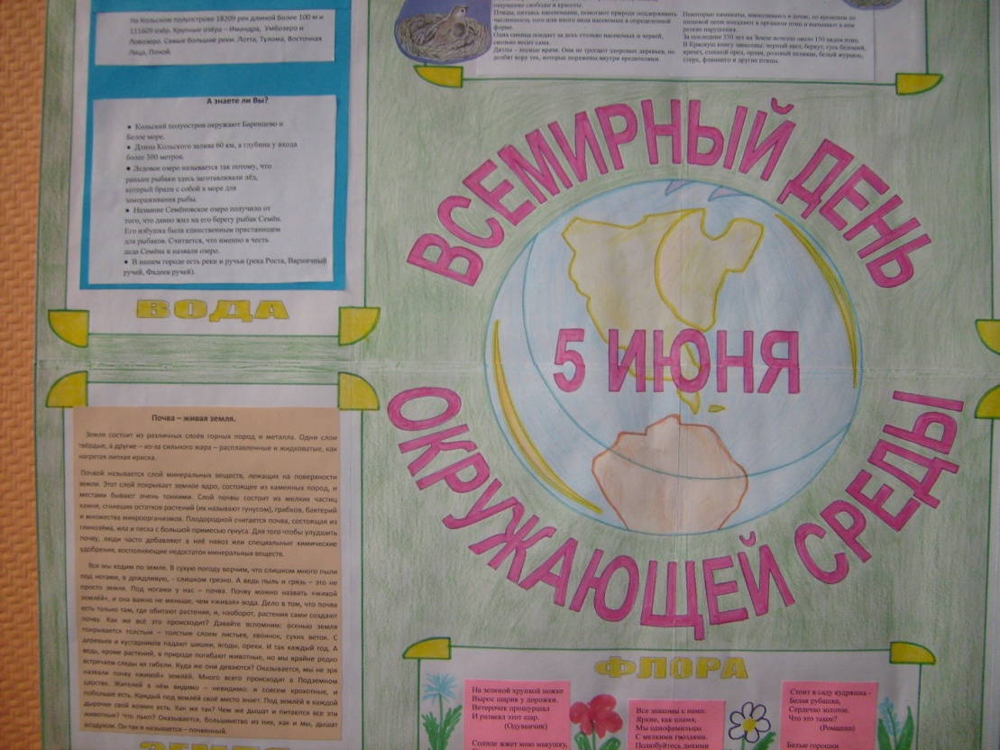 На Кольском полуострове 18209 рек длиной более 100 м и
111609 озёр. Крупные озёра – Имандра, Умбозеро и
Ловозеро. Самые большие реки: Лотта, Тулома, Восточная
Лица, Поной.
А знаете ли Вы?
● Кольский полуостров окружают Баренцево и
Белое море.
● Длина Кольского залива 60 км, а глубина у входа
более 300 метров.
● Ледовое озеро называется так потому, что
раньше рыбаки здесь заготавливали лёд,
который брали с собой в море для
замораживания рыбы.
● Название Семёновское озеро получило от
того, что давно жил на его берегу рыбак Семён.
Его избушка была единственным пристанищем
для рыбаков. Считается, что именно в честь
деда Семёна и назвали озеро.
● В нашем городе есть реки и ручьи (река Роста, Варничный
ручей, Фадеев ручей).
ВОДА
Почва – живая земля.
Земля состоит из различных слоёв горных пород и металла. Одни слои
твёрдые, а другие – из-за сильного жара – расплавленные и жидковатые, как
нагретая липкая ириска.
Почвой называется слой минеральных веществ, лежащих на поверхности
земли. Этот слой покрывает земное ядро, состоящее из каменных пород, и
местами бывают очень тонкими. Слой почвы состоит из мелких частиц
камня, сгнивших остатков растений (их называют гунусом), грибков, бактерий
и множества микроорганизмов. Плодородной считается почва, состоящая из
глинозёма, ила и песка с большой примесью гунуса. Для того чтобы улудшить
почву, люди часто добавляют в неё навоз или специальные химические
удобрения, восполняющие недостаток минеральных веществ.
Все мы ходим по земле. В сухую погоду ворчим, что слишком много пыли
под ногами, в дождливую, - слишком грязно. А ведь пыль и грязь – это не
просто земля. Под ногами у нас – почва. Почву можно назвать «живой
землёй», и она важна не меньше, чем «живая» вода. Дело в том, что почва
есть только там, где обитают растения, и, наоборот, растения сами создают
почву. Как же всё это происходит? Давайте вспомним: осенью земля
покрывается толстым – толстым слоем листьев, хвоинок, сухих веток. С
деревьев и кустарников падают шишки, ягоды, орехи. И так каждый год. А
ведь, кроме растений, в природе погибают животные, но мы крайне редко
встречаем следы их гибели. Куда же они деваются? Оказывается, мы не зря
назвали почву «живой» землёй. Много всего происходит в Подземном
царстве. Жителей в нём видимо – невидимо: и совсем крохотные, и
побольше есть. Каждый под землёй своё место знает. Под землёй в каждой
дырочке свой хозяин есть. Как же так? Чем же дышат и питаются все эти
животные? Что пьют? Оказывается, большинство из них, как и мы, дышат
воздухом. Он так и называется – почвенный.
ощущение свободы и красоты.
Птицы, питаясь насекомыми, помогают природе поддерживать
численность того или иного вида насекомых в определенной
форме.
Одна синица поедает за день столько насекомых и червей,
сколько весит сама.
Дятлы – лесные врачи. Они не трогают здоровых деревьев, но
долбят кору тех, которые поражены внутри вредителями.
Некоторые химикаты, накопившись в почве, со временем по
пищевой цепи попадают в организм птиц и вызывают в нем
резкие нарушения.
За последние 350 лет на Земле исчезло около 150 видов птиц.
В Красную книгу занесены: черный аист, беркут, гусь белошей,
кречет, степной орел, орлан, розовый пеликан, белый журавль,
стерх, фламинго и другие птицы.
ВСЕМИРНЫЙ ДЕНЬ
5 ИЮНЯ
ОКРУЖАЮЩЕЙ СРЕДЫ
ФЛОРА
На зеленой хрупкой ножке
Вырос шарик у дорожки.
Ветерочек прошуршал
И развеял этот шар.
(Одуванчик)
Солнце жжет мою макушку,
Все знакомы с нами:
Яркие, как пламя,
Мы однофамильцы
С мелкими гвоздями.
Полюбуйтесь дикими
Стоит в саду кудряшка -
Белая рубашка,
Сердечко золотое.
Что это такое?
(Ромашка)
Белые горошки